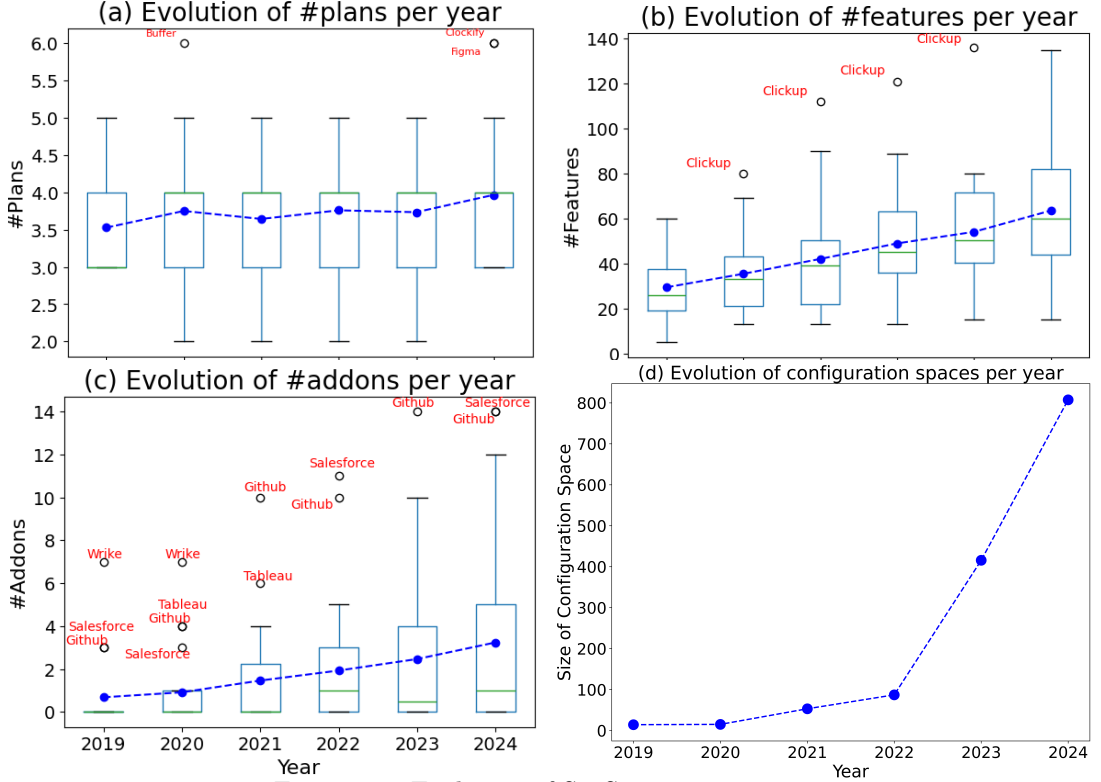 (a) Evolution of #plans per year
#Plans
6.0
5.5
5.0
4.5
4.0
3.5
3.0
2.5
2.0
Buffer
Clockify
Figma
(b) Evolution of #features per year
#Features
140
120
100
80
60
40
20
0
Clickup
Clickup
Clickup
Clickup
(c) Evolution of #addons per year
#Addons
14
12
10
8
6
4
2
0
Wrike
Salesforce
Github
Wrike
Tableau
Github
Salesforce
Github
Tableau
Salesforce
Github
Github
Salesforce
Github
2019 2020 2021 2022 2023 2024
Year
(d) Evolution of configuration spaces per year
Size of Configuration Space
800
700
600
500
400
300
200
100
0
2019 2020 2021 2022 2023 2024
Year